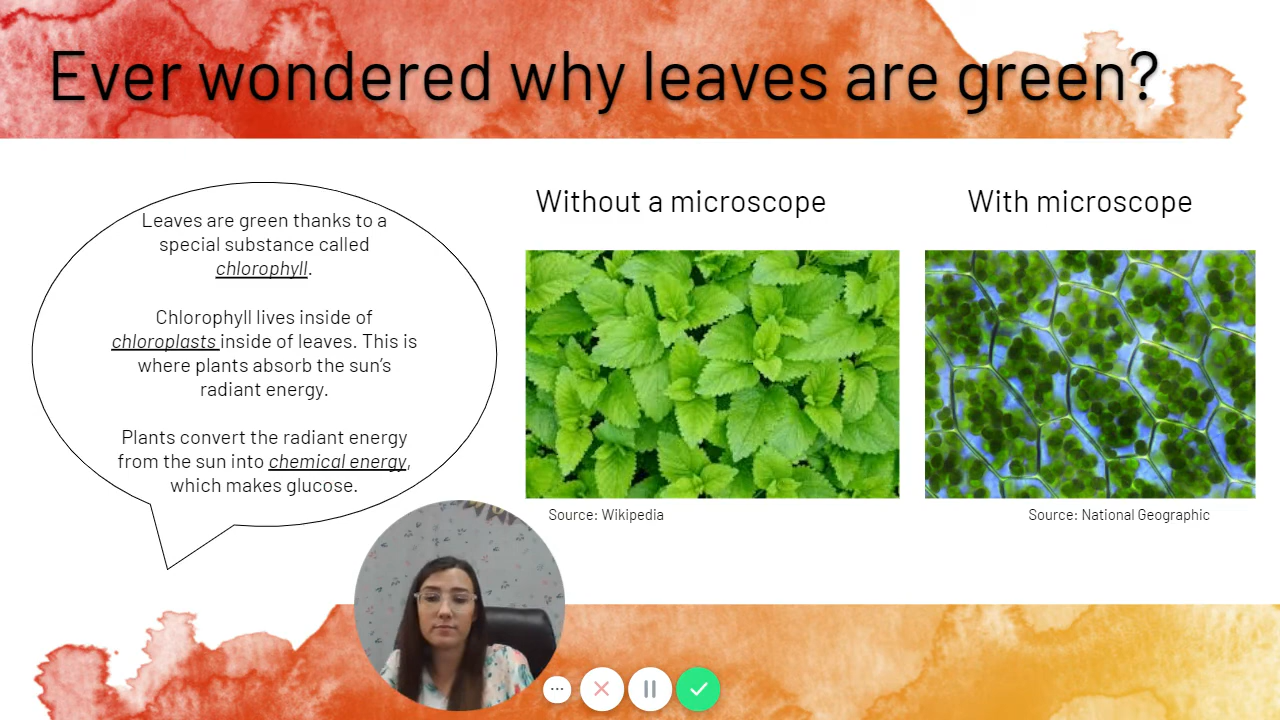 Ever wondered why leaves are green?
Leaves are green thanks to a
special substance called
chlorophyll.
Chlorophyll lives inside of
chloroplasts inside of leaves. This is
where plants absorb the sun's
radiant energy.
Plants convert the radiant energy
from the sun into chemical energy,
which makes glucose.
Without a microscope
Source: Wikipedia
With microscope
Source: National Geographic